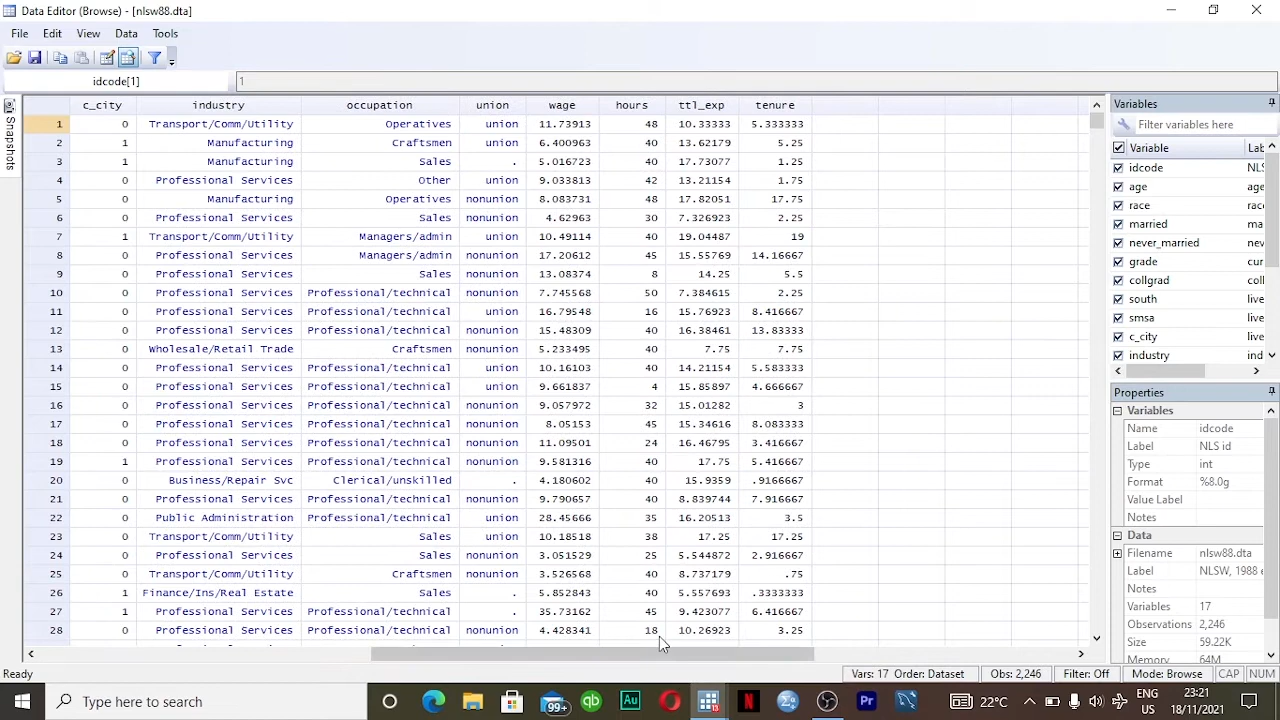 Data Editor (Browse) - [nlsw88.dta]
File Edit View Data Tools
idcode[1] 1
Snapshots
c_city industry occupation union wage hours ttl_exp tenure
1 0 Transport/Comm/Utility Operatives union 11.73913 48 10.33333 5.333333
2 1 Manufacturing Craftsmen union 6.400963 40 13.62179 5.25
3 1 Manufacturing Sales . 5.016723 40 17.73077 1.25
4 0 Professional Services Other union 9.033813 42 13.21154 1.75
5 0 Manufacturing Operatives nonunion 8.083731 48 17.82051 17.75
6 0 Professional Services Sales nonunion 4.62963 30 7.326923 2.25
7 1 Transport/Comm/Utility Managers/admin union 10.49114 40 19.04487 19
8 0 Professional Services Managers/admin nonunion 17.20612 45 15.55769 14.16667
9 0 Professional Services Sales nonunion 13.08374 8 14.25 5.5
10 0 Professional Services Professional/technical nonunion 7.745568 50 7.384615 2.25
11 0 Professional Services Professional/technical union 16.79548 16 15.76923 8.416667
12 0 Professional Services Professional/technical nonunion 15.48309 40 16.38461 13.83333
13 0 Wholesale/Retail Trade Craftsmen nonunion 5.233495 40 7.75 7.75
14 0 Professional Services Professional/technical union 10.16103 40 14.21154 5.583333
15 0 Professional Services Professional/technical union 9.661837 4 15.85897 4.666667
16 0 Professional Services Professional/technical nonunion 9.057972 32 15.01282 3
17 0 Professional Services Professional/technical nonunion 8.05153 45 15.34616 8.083333
18 0 Professional Services Professional/technical nonunion 11.09501 24 16.46795 3.416667
19 1 Professional Services Professional/technical nonunion 9.581316 40 17.75 5.416667
20 0 Business/Repair Svc Clerical/unskilled . 4.180602 40 15.9359 .9166667
21 0 Professional Services Professional/technical nonunion 9.790657 40 8.839744 7.916667
22 0 Public Administration Professional/technical union 28.45666 35 16.20513 3.5
23 0 Transport/Comm/Utility Sales union 10.18518 38 17.25 17.25
24 0 Professional Services Sales nonunion 3.051529 25 5.544872 2.916667
25 0 Transport/Comm/Utility Craftsmen nonunion 3.526568 40 8.737179 .75
26 1 Finance/Ins/Real Estate Sales . 5.852843 40 5.557693 .3333333
27 1 Professional Services Professional/technical . 35.73162 45 9.423077 6.416667
28 0 Professional Services Professional/technical nonunion 4.428341 18 10.26923 3.25
Variables
Filter variables here
Variable Lab
idcode NLS
age age
race race
married ma
never_married nev
grade cur
collgrad coll
south live
smsa live
c_city live
industry ind
Properties
Variables
Name idcode
Label NLS id
Type int
Format %8.0g
Value Label
Notes
Data
Filename nlsw88.dta
Label NLSW, 1988 e
Notes
Variables 17
Observations 2,246
Size 59.22K
Memory 64M
Ready Vars: 17 Order: Dataset Obs: 2,246 Filter: Off Mode: Browse CAP NUM
Type here to search 99+ qb Au N Pr 22°C ENG US 23:21 18/11/2021